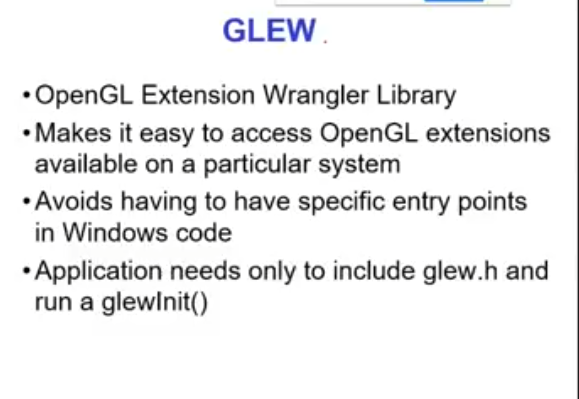 GLEW .
•OpenGL Extension Wrangler Library
•Makes it easy to access OpenGL extensions
available on a particular system
•Avoids having to have specific entry points
in Windows code
•Application needs only to include glew.h and
run a glewInit()